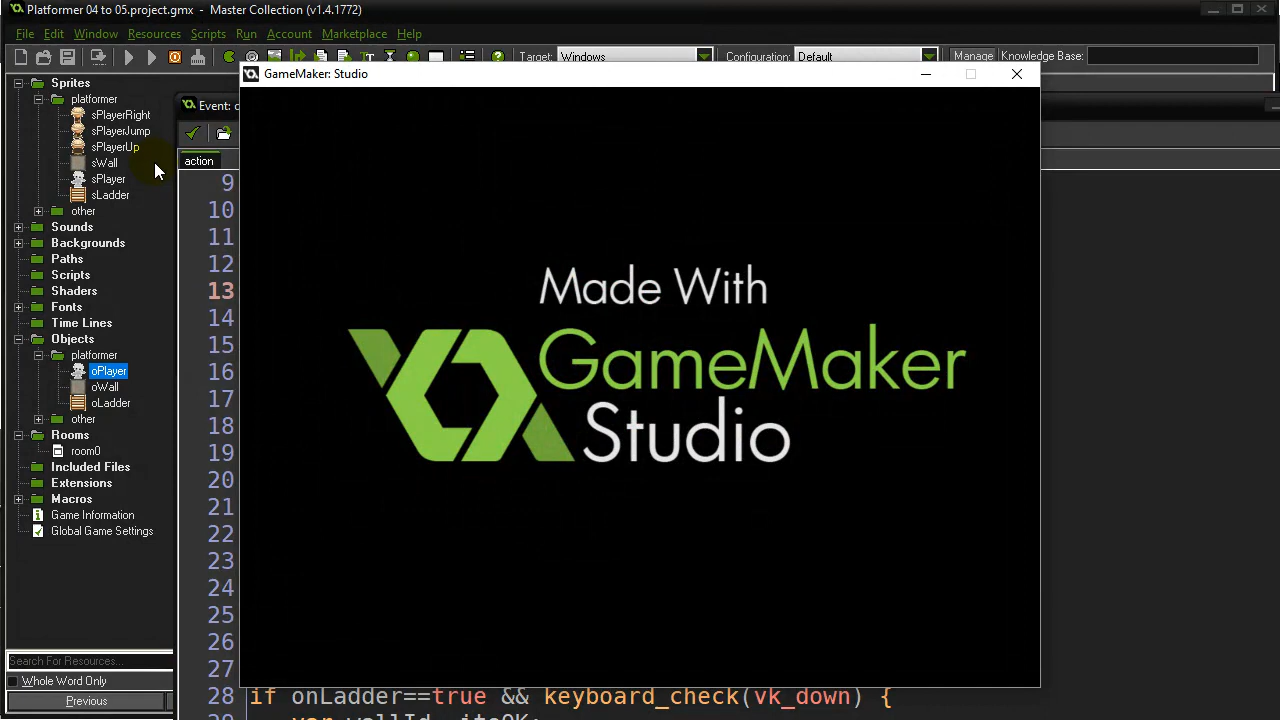 Platformer 04 to 05.project.gmx - Master Collection (v1.4.1772)
File Edit Window Resources Scripts Run Account Marketplace Help
Target: Windows Configuration: Default Manage Knowledge Base:
GameMaker: Studio
Sprites
platformer
sPlayerRight
sPlayerJump
sPlayerUp
sWall
sPlayer
sLadder
other
Sounds
Backgrounds
Paths
Scripts
Shaders
Fonts
Time Lines
Objects
platformer
oPlayer
oWall
oLadder
other
Rooms
room0
Included Files
Extensions
Macros
Game Information
Global Game Settings
Search For Resources...
Whole Word Only
Previous
Event:
action
9
10
11
12
13
14
15
16
17
18
19
20
21
22
23
24
25
26
27
28 if onLadder==true && keyboard_check(vk_down) {
Made With
GameMaker
Studio